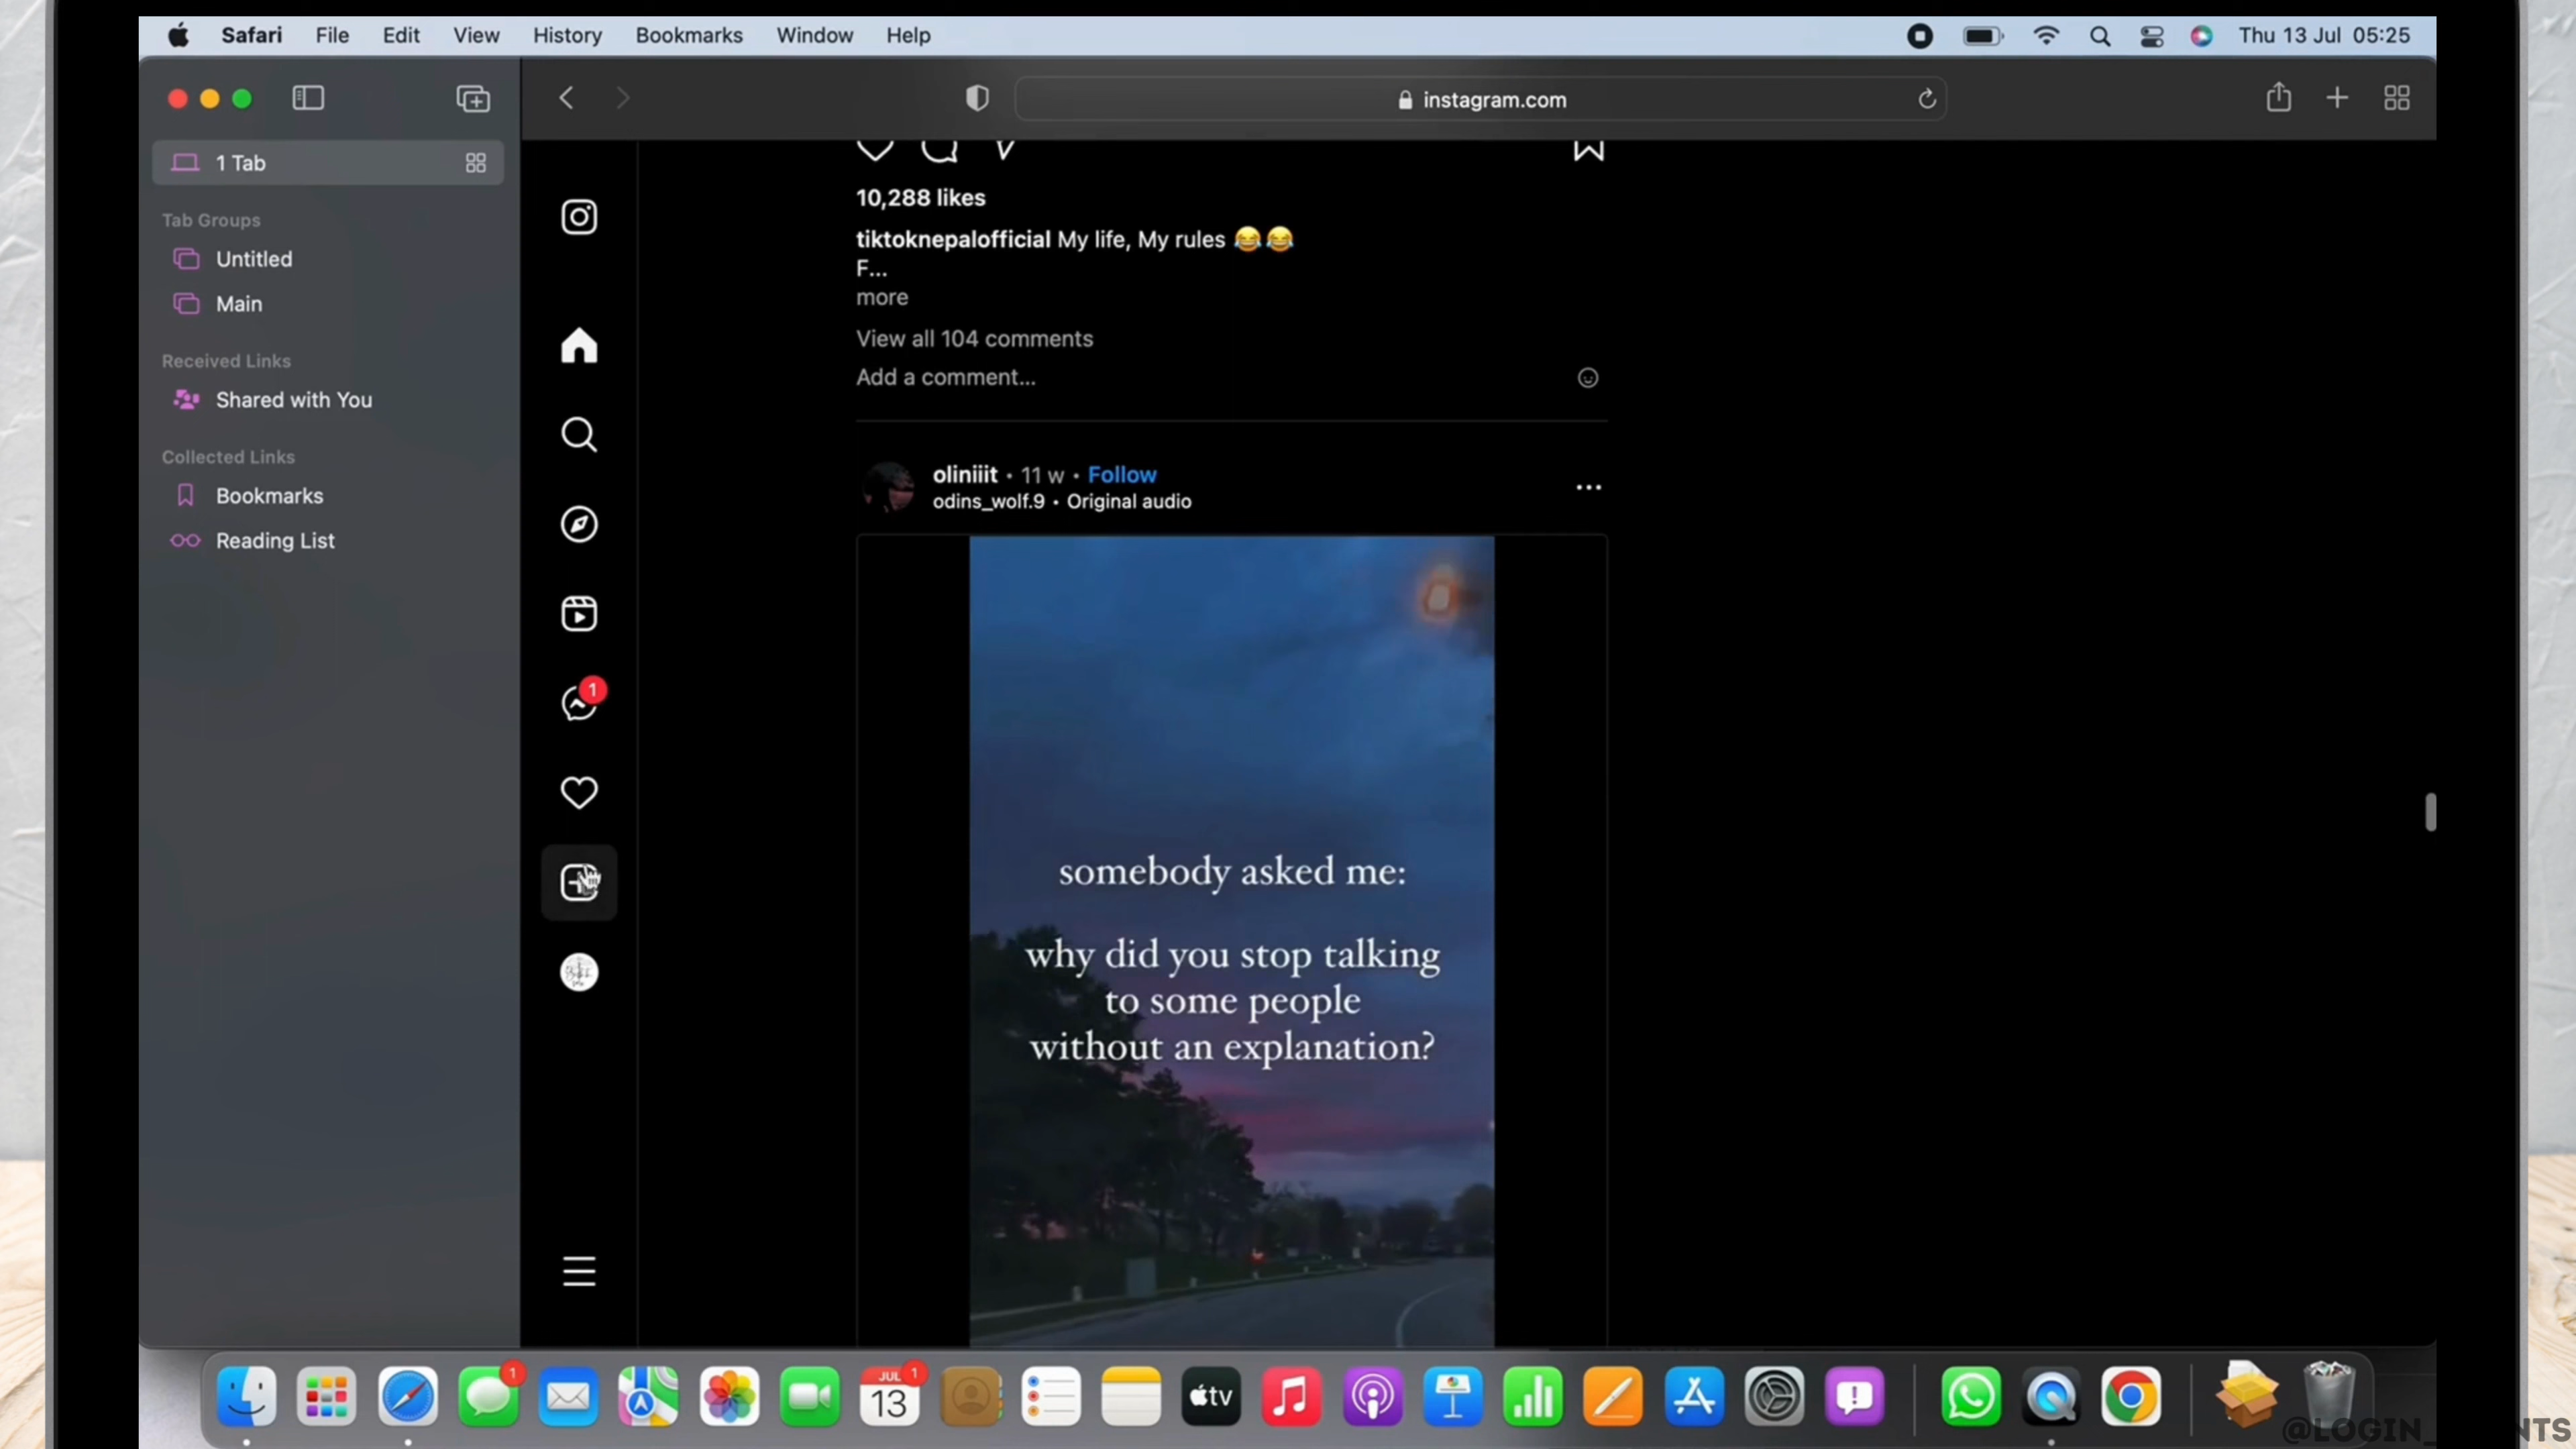 Safari File Edit View History Bookmarks Window Help Thu 13 Jul 05:25
instagram.com
1 Tab
Tab Groups
Untitled
Main
Received Links
Shared with You
Collected Links
Bookmarks
Reading List
1
10,288 likes
tiktoknepalofficial My life, My rules 😂😂
F...
more
View all 104 comments
Add a comment...
oliniiit • 11 w • Follow
odins_wolf.9 • Original audio
...
somebody asked me:
why did you stop talking
to some people
without an explanation?
1
JUL
13
1
tv